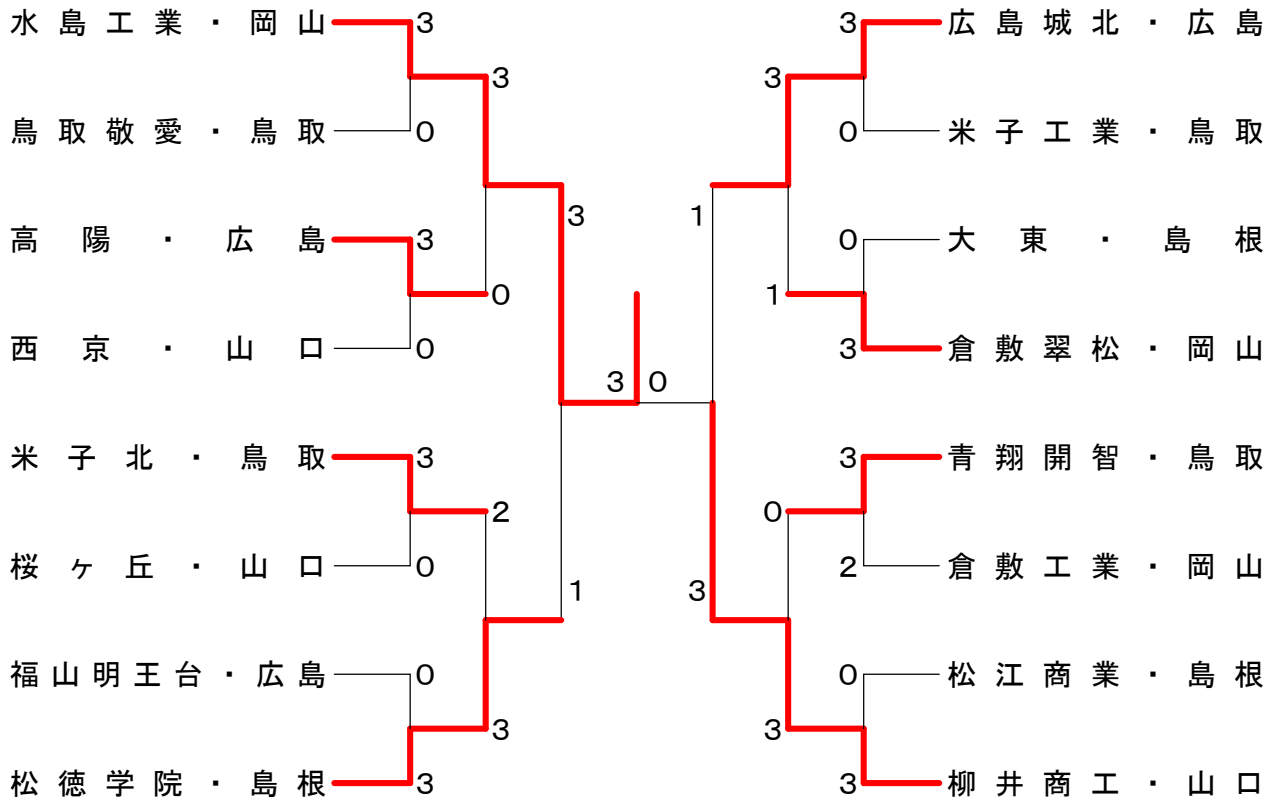 水島工業・岡山 3 3 広島城北・広島
3 3
鳥取敬愛・鳥取 0 0 米子工業・鳥取
3 1
高陽・広島 3 0 大東・島根
0 1
西京・山口 0 3 倉敷翠松・岡山
3 0
米子北・鳥取 3 3 青翔開智・鳥取
2 0
桜ヶ丘・山口 0 2 倉敷工業・岡山
1 3
福山明王台・広島 0 0 松江商業・島根
3 3
松徳学院・島根 3 3 柳井商工・山口